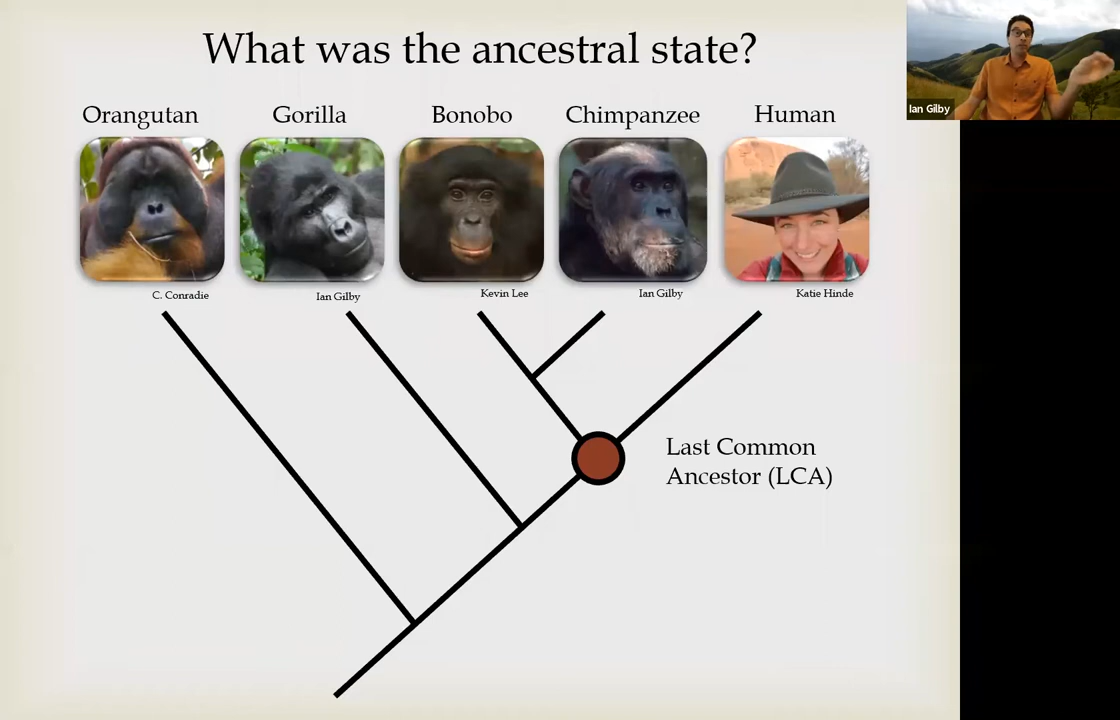 What was the ancestral state?
Ian Gilby
Orangutan
Gorilla
Bonobo
Chimpanzee
Human
C. Conradie
Ian Gilby
Kevin Lee
Ian Gilby
Katie Hinde
Last Common
Ancestor (LCA)